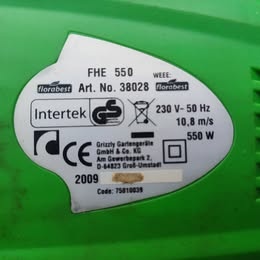 FHE 550
Art. No. 38028
WEEE:
florabest
florabest
Intertek
GS
230 V~ 50 Hz
10,8 m/s
550 W
CE
Grizzly Gartengeräte
GmbH & Co. KG
Am Gewerbepark 2,
D-64823 Groß-Umstadt
2009
Code: 75010039